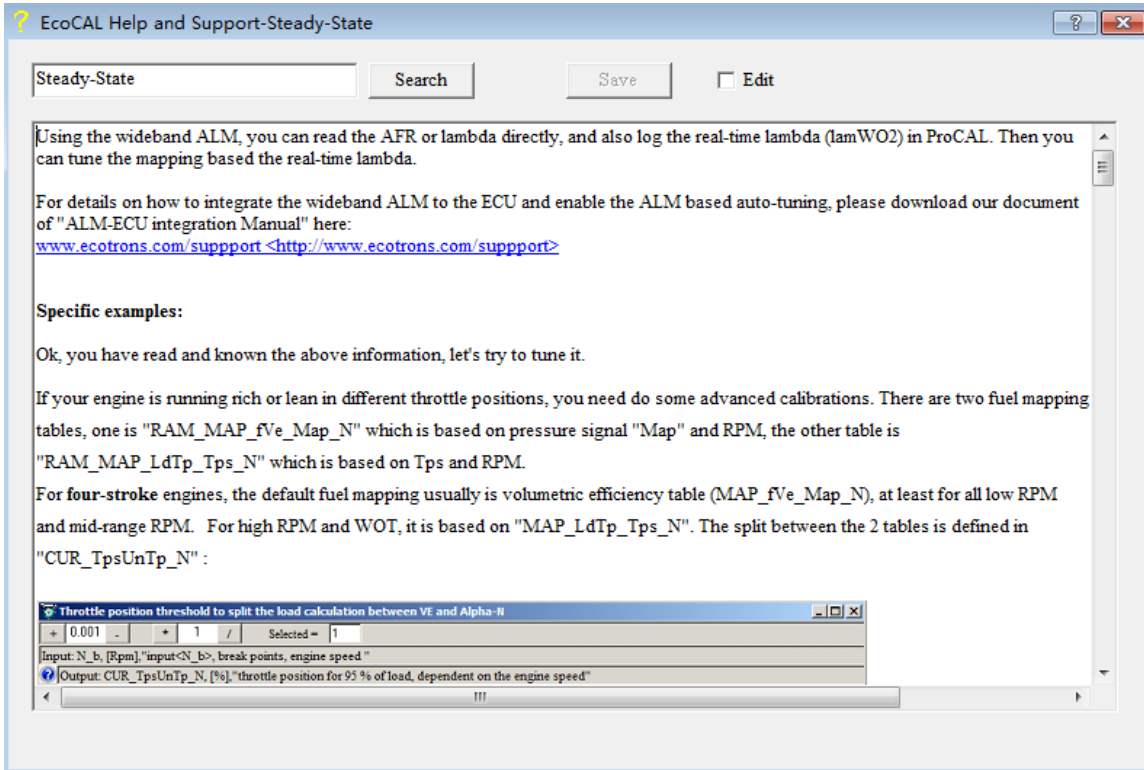 EcoCAL Help and Support-Steady-State
Steady-State
Search
Save
Edit
Using the wideband ALM, you can read the AFR or lambda directly, and also log the real-time lambda (lamWO2) in ProCAL. Then you
can tune the mapping based the real-time lambda.
For details on how to integrate the wideband ALM to the ECU and enable the ALM based auto-tuning, please download our document
of "ALM-ECU integration Manual" here:
www.ecotrons.com/suppport <http://www.ecotrons.com/suppport>
Specific examples:
Ok, you have read and known the above information, let's try to tune it.
If your engine is running rich or lean in different throttle positions, you need do some advanced calibrations. There are two fuel mapping
tables, one is "RAM_MAP_fVe_Map_N" which is based on pressure signal "Map" and RPM, the other table is
"RAM_MAP_LdTp_Tps_N" which is based on Tps and RPM.
For four-stroke engines, the default fuel mapping usually is volumetric efficiency table (MAP_fVe_Map_N), at least for all low RPM
and mid-range RPM.   For high RPM and WOT, it is based on "MAP_LdTp_Tps_N". The split between the 2 tables is defined in
"CUR_TpsUnTp_N" :
Throttle position threshold to split the load calculation between VE and Alpha-N
+ 0.001 - * 1 / Selected = 1
Input: N_b, [Rpm],"input<N_b>, break points, engine speed "
Output: CUR_TpsUnTp_N, [%],"throttle position for 95 % of load, dependent on the engine speed"